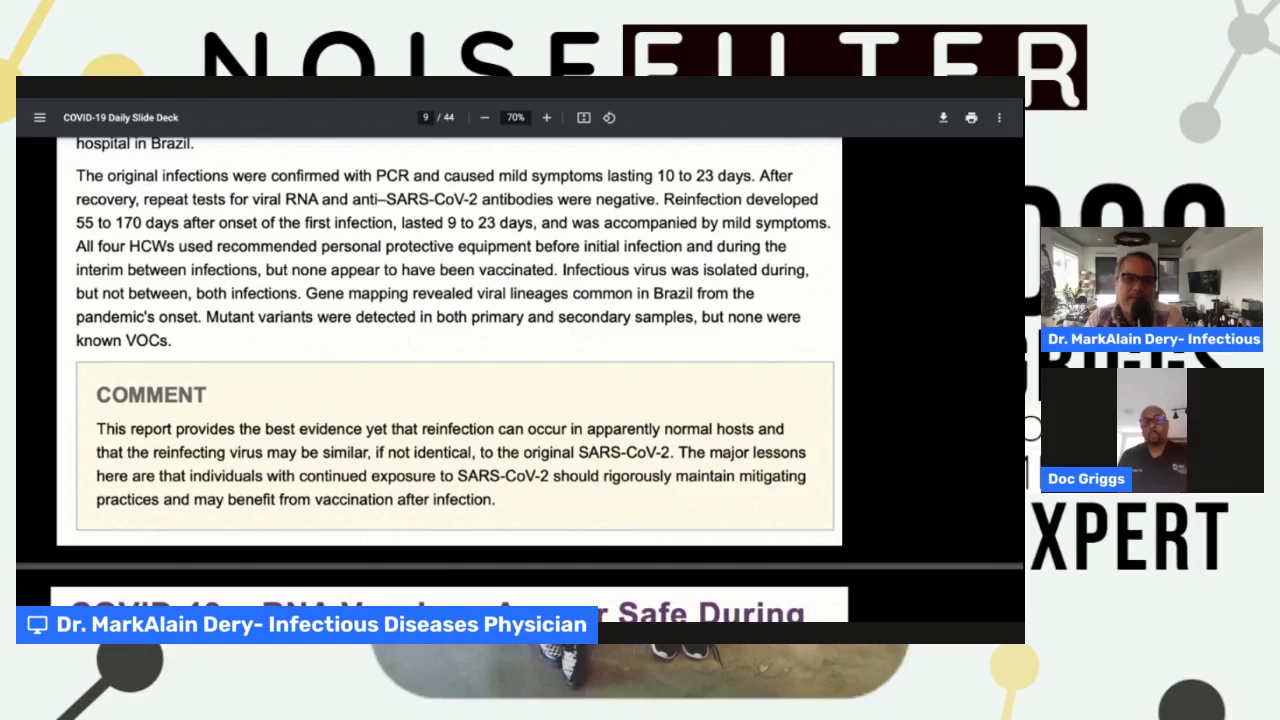 NOISEFILTER
COVID-19 Daily Slide Deck
9 / 44
70%
hospital in Brazil.
The original infections were confirmed with PCR and caused mild symptoms lasting 10 to 23 days. After
recovery, repeat tests for viral RNA and anti–SARS-CoV-2 antibodies were negative. Reinfection developed
55 to 170 days after onset of the first infection, lasted 9 to 23 days, and was accompanied by mild symptoms.
All four HCWs used recommended personal protective equipment before initial infection and during the
interim between infections, but none appear to have been vaccinated. Infectious virus was isolated during,
but not between, both infections. Gene mapping revealed viral lineages common in Brazil from the
pandemic's onset. Mutant variants were detected in both primary and secondary samples, but none were
known VOCs.
COMMENT
This report provides the best evidence yet that reinfection can occur in apparently normal hosts and
that the reinfecting virus may be similar, if not identical, to the original SARS-CoV-2. The major lessons
here are that individuals with continued exposure to SARS-CoV-2 should rigorously maintain mitigating
practices and may benefit from vaccination after infection.
Safe During
Dr. MarkAlain Dery- Infectious Diseases Physician
Dr. MarkAlain Dery- Infectious
Doc Griggs
XPERT